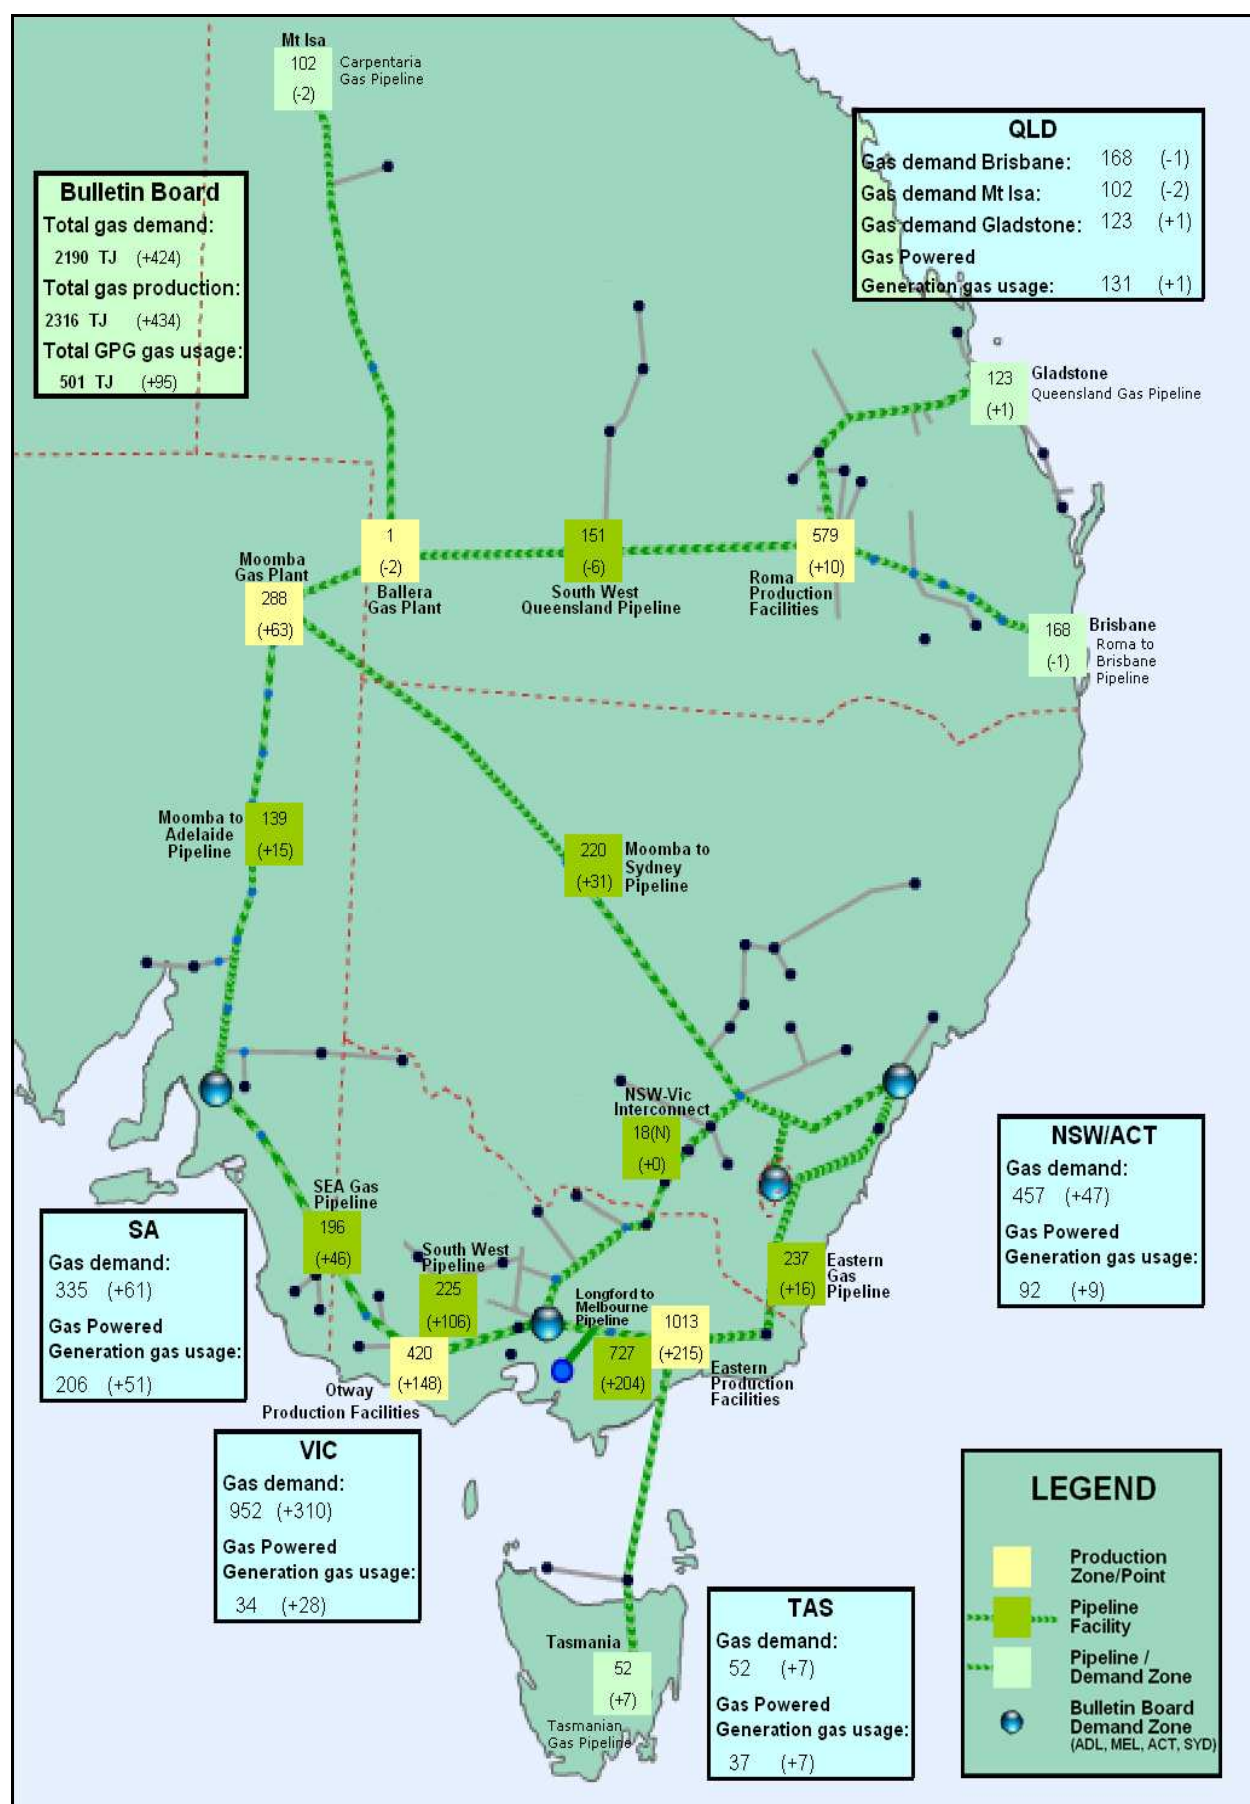 Mt Isa
102
(-2)
Carpentaria
Gas Pipeline
QLD
Gas demand Brisbane: 168 (-1)
Gas demand Mt Isa: 102 (-2)
Gas demand Gladstone: 123 (+1)
Gas Powered
Generation gas usage: 131 (+1)
Bulletin Board
Total gas demand:
2190 TJ (+424)
Total gas production:
2316 TJ (+434)
Total GPG gas usage:
501 TJ (+95)
123
(+1)
Gladstone
Queensland Gas Pipeline
1
(-2)
Ballera
Gas Plant
151
(-6)
South West
Queensland Pipeline
579
(+10)
Roma
Production
Facilities
Moomba
Gas Plant
288
(+63)
168
(-1)
Brisbane
Roma to
Brisbane
Pipeline
Moomba to
Adelaide
Pipeline
139
(+15)
220
(+31)
Moomba to
Sydney
Pipeline
NSW-Vic
Interconnect
18(N)
(+0)
NSW/ACT
Gas demand:
457 (+47)
Gas Powered
Generation gas usage:
92 (+9)
SEA Gas
Pipeline
196
(+46)
SA
Gas demand:
335 (+61)
Gas Powered
Generation gas usage:
206 (+51)
South West
Pipeline
225
(+106)
237
(+16)
Eastern
Gas
Pipeline
Longford to
Melbourne
Pipeline
727
(+204)
1013
(+215)
Eastern
Production
Facilities
420
(+148)
Otway
Production Facilities
VIC
Gas demand:
952 (+310)
Gas Powered
Generation gas usage:
34 (+28)
Tasmania
52
(+7)
Tasmanian
Gas Pipeline
TAS
Gas demand:
52 (+7)
Gas Powered
Generation gas usage:
37 (+7)
LEGEND
Production
Zone/Point
Pipeline
Facility
Pipeline /
Demand Zone
Bulletin Board
Demand Zone
(ADL, MEL, ACT, SYD)